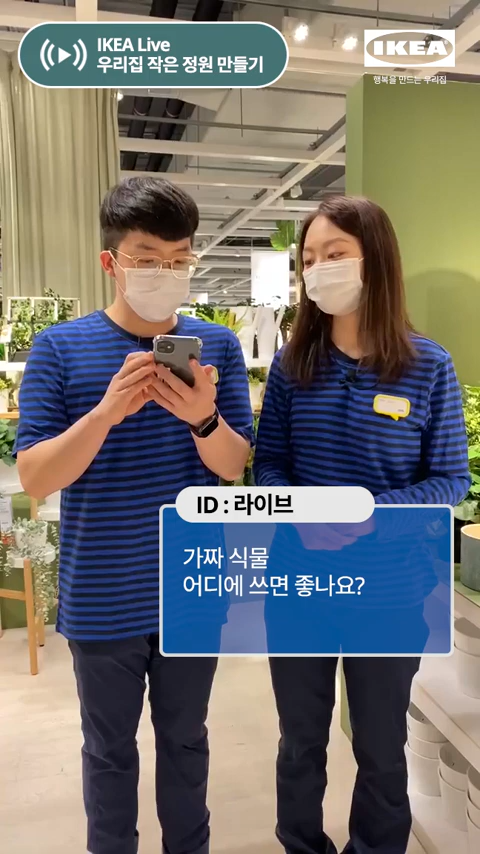 IKEA Live
우리집 작은 정원 만들기
IKEA
행복을 만드는 우리집
ID : 라이브
가짜 식물
어디에 쓰면 좋나요?